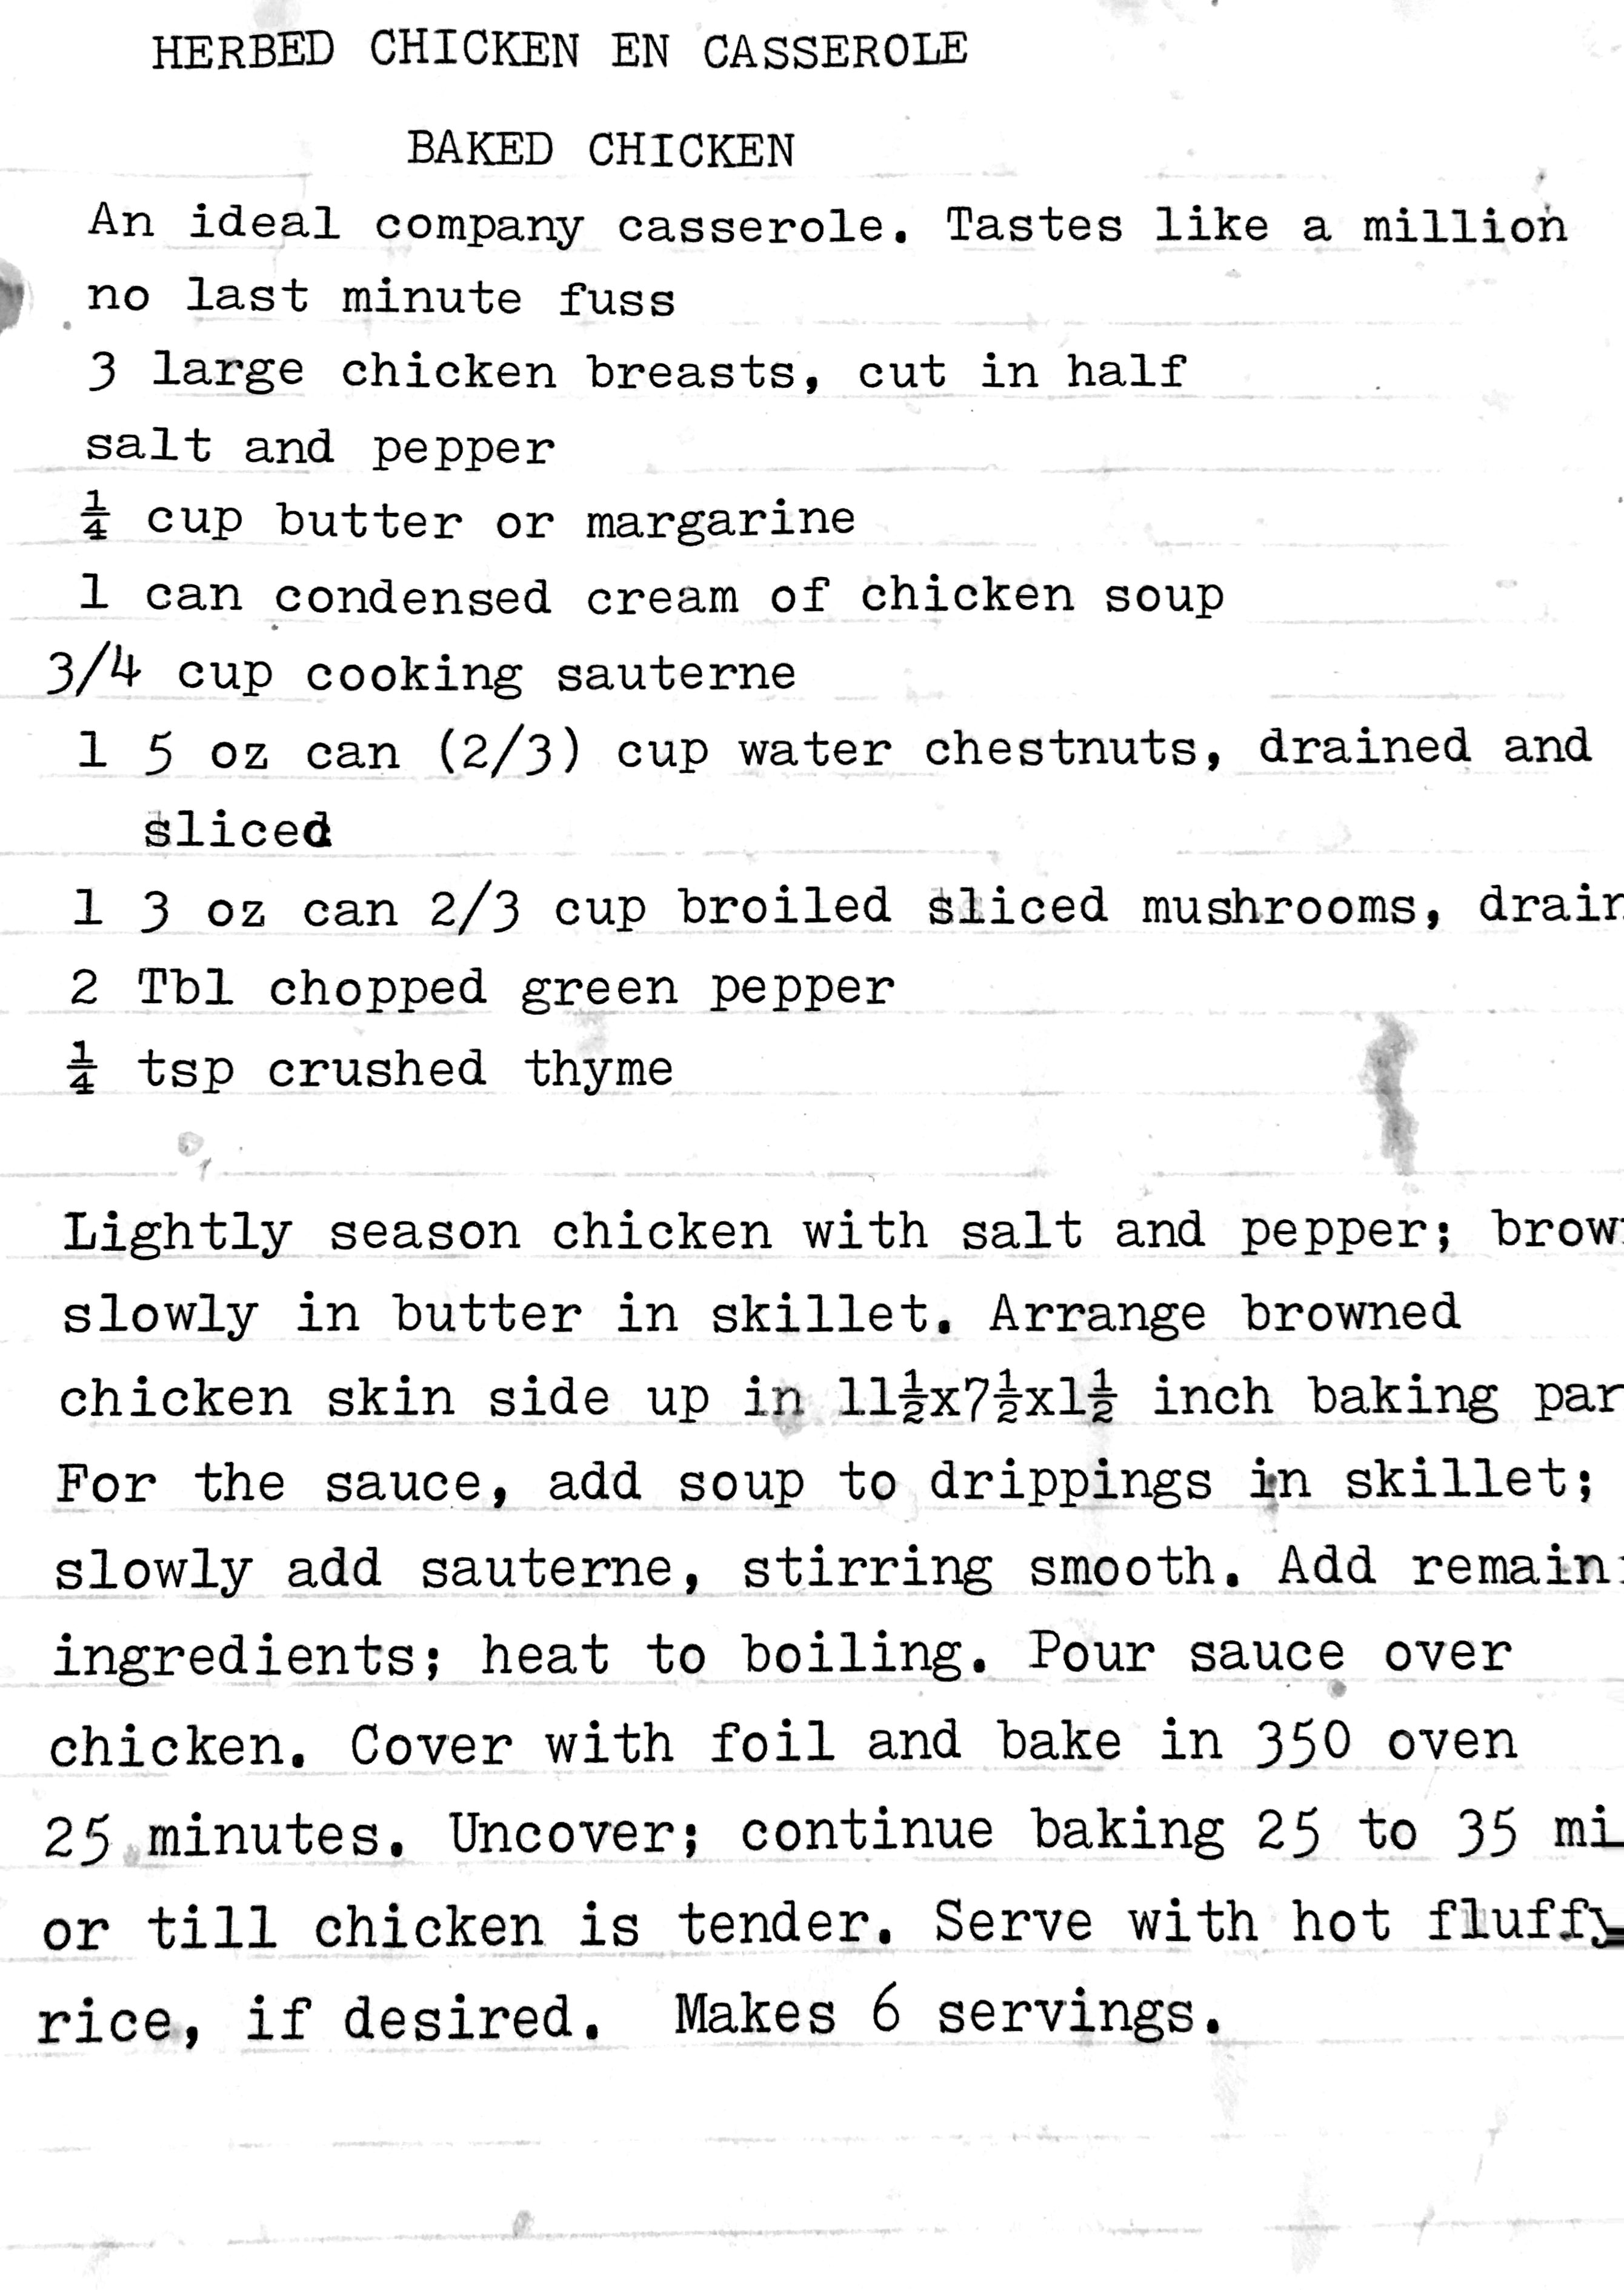 HERBED CHICKEN EN CASSEROLE
BAKED CHICKEN
An ideal company casserole. Tastes like a million
no last minute fuss
3 large chicken breasts, cut in half
salt and pepper
¼ cup butter or margarine
1 can condensed cream of chicken soup
3/4 cup cooking sauterne
1 5 oz can (2/3) cup water chestnuts, drained and
sliced
1 3 oz can 2/3 cup broiled sliced mushrooms, drain
2 Tbl chopped green pepper
¼ tsp crushed thyme
Lightly season chicken with salt and pepper; brow
slowly in butter in skillet. Arrange browned
chicken skin side up in 11½x7½x1½ inch baking pa
For the sauce, add soup to drippings in skillet;
slowly add sauterne, stirring smooth. Add remain
ingredients; heat to boiling. Pour sauce over
chicken. Cover with foil and bake in 350 oven
25 minutes. Uncover; continue baking 25 to 35 mi
or till chicken is tender. Serve with hot fluffy
rice, if desired. Makes 6 servings.